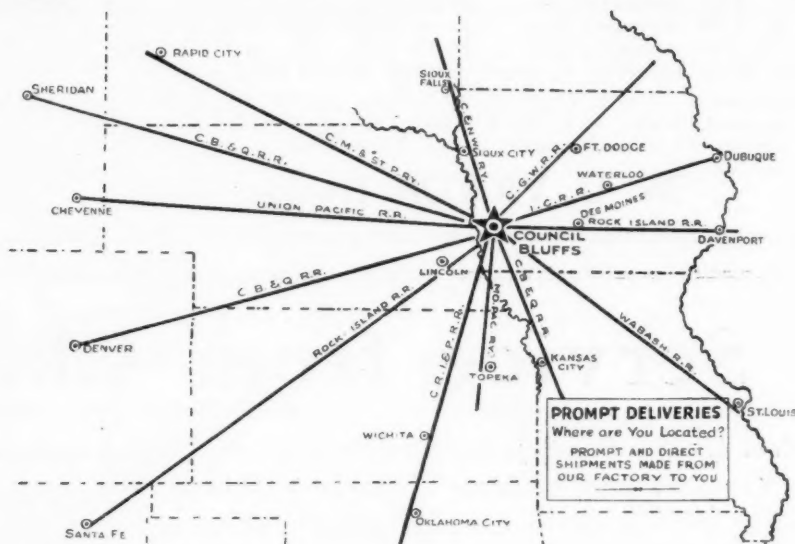 RAPID CITY
SHERIDAN
SIOUX
FALLS
C. & N.W. RY.
C. M. & ST. P. RY.
C. B. & Q. R. R.
SIOUX CITY
C. G. W. R. R.
FT. DODGE
DUBUQUE
I. C. R. R.
WATERLOO
CHEYENNE
UNION PACIFIC R. R.
DES MOINES
ROCK ISLAND R. R.
COUNCIL
BLUFFS
DAVENPORT
LINCOLN
C. B. & Q. R. R.
C. B. & Q. R. R.
ROCK ISLAND R. R.
MO. PAC. RY.
WABASH R. R.
DENVER
C. R. I. & P. R. R.
TOPEKA
KANSAS
CITY
ST. LOUIS
WICHITA
PROMPT DELIVERIES
Where are You Located?
PROMPT AND DIRECT
SHIPMENTS MADE FROM
OUR FACTORY TO YOU
SANTA FE
OKLAHOMA CITY